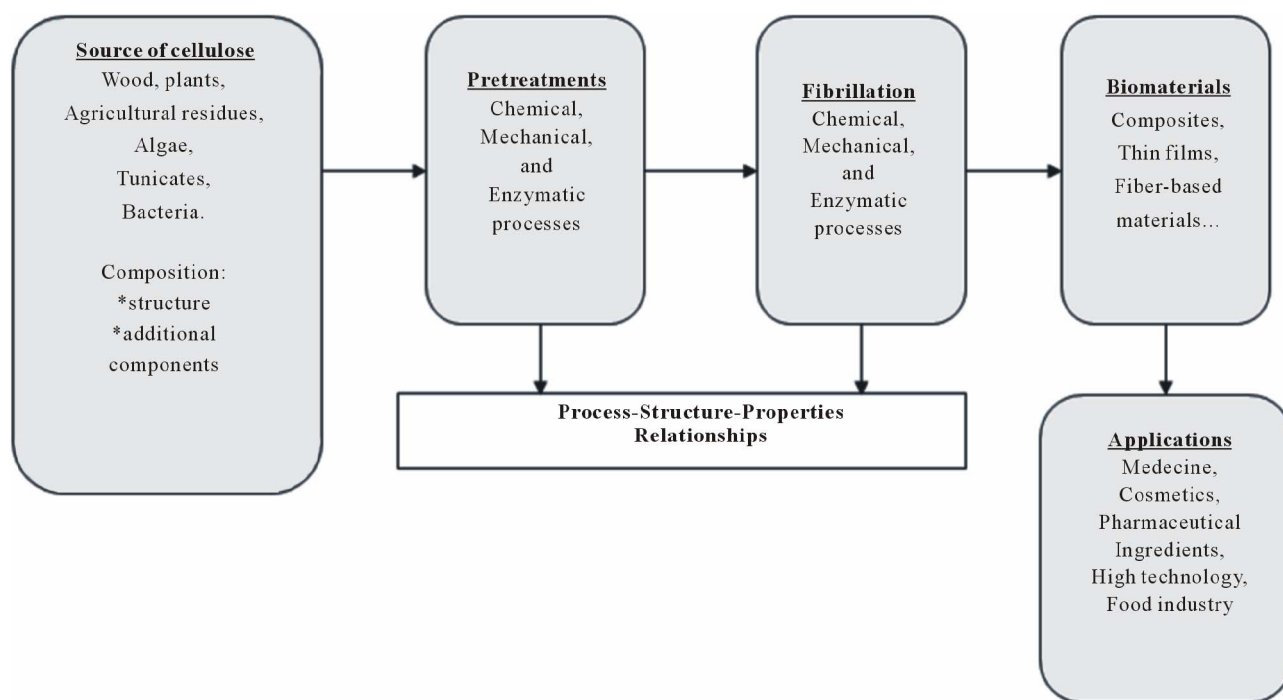 Source of cellulose
Wood, plants,
Agricultural residues,
Algae,
Tunicates,
Bacteria.
Composition:
*structure
*additional
components
Pretreatments
Chemical,
Mechanical,
and
Enzymatic
processes
Fibrillation
Chemical,
Mechanical,
and
Enzymatic
processes
Biomaterials
Composites,
Thin films,
Fiber-based
materials…
Process-Structure-Properties
Relationships
Applications
Medecine,
Cosmetics,
Pharmaceutical
Ingredients,
High technology,
Food industry